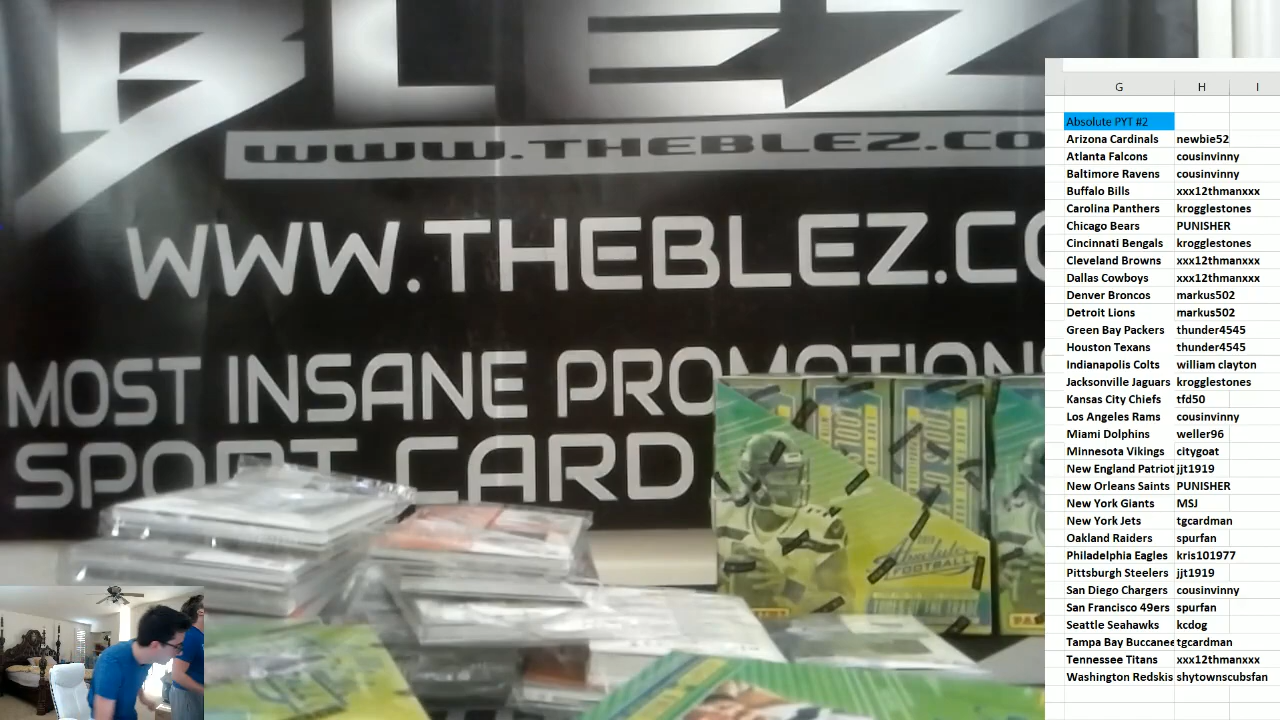 BLEZ
WWW.THEBLEZ.CO
WWW.THEBLEZ.CO
MOST INSANE PROMOTIONS
SPORT CARD
Absolute
FOOTBALL
G H I
Absolute PYT #2
Arizona Cardinals newbie52
Atlanta Falcons cousinvinny
Baltimore Ravens cousinvinny
Buffalo Bills xxx12thmanxxx
Carolina Panthers krogglestones
Chicago Bears PUNISHER
Cincinnati Bengals krogglestones
Cleveland Browns xxx12thmanxxx
Dallas Cowboys xxx12thmanxxx
Denver Broncos markus502
Detroit Lions markus502
Green Bay Packers thunder4545
Houston Texans thunder4545
Indianapolis Colts william clayton
Jacksonville Jaguars krogglestones
Kansas City Chiefs tfd50
Los Angeles Rams cousinvinny
Miami Dolphins weller96
Minnesota Vikings citygoat
New England Patriot jjt1919
New Orleans Saints PUNISHER
New York Giants MSJ
New York Jets tgcardman
Oakland Raiders spurfan
Philadelphia Eagles kris101977
Pittsburgh Steelers jjt1919
San Diego Chargers cousinvinny
San Francisco 49ers spurfan
Seattle Seahawks kcdog
Tampa Bay Buccanee tgcardman
Tennessee Titans xxx12thmanxxx
Washington Redskis shytownscubsfan